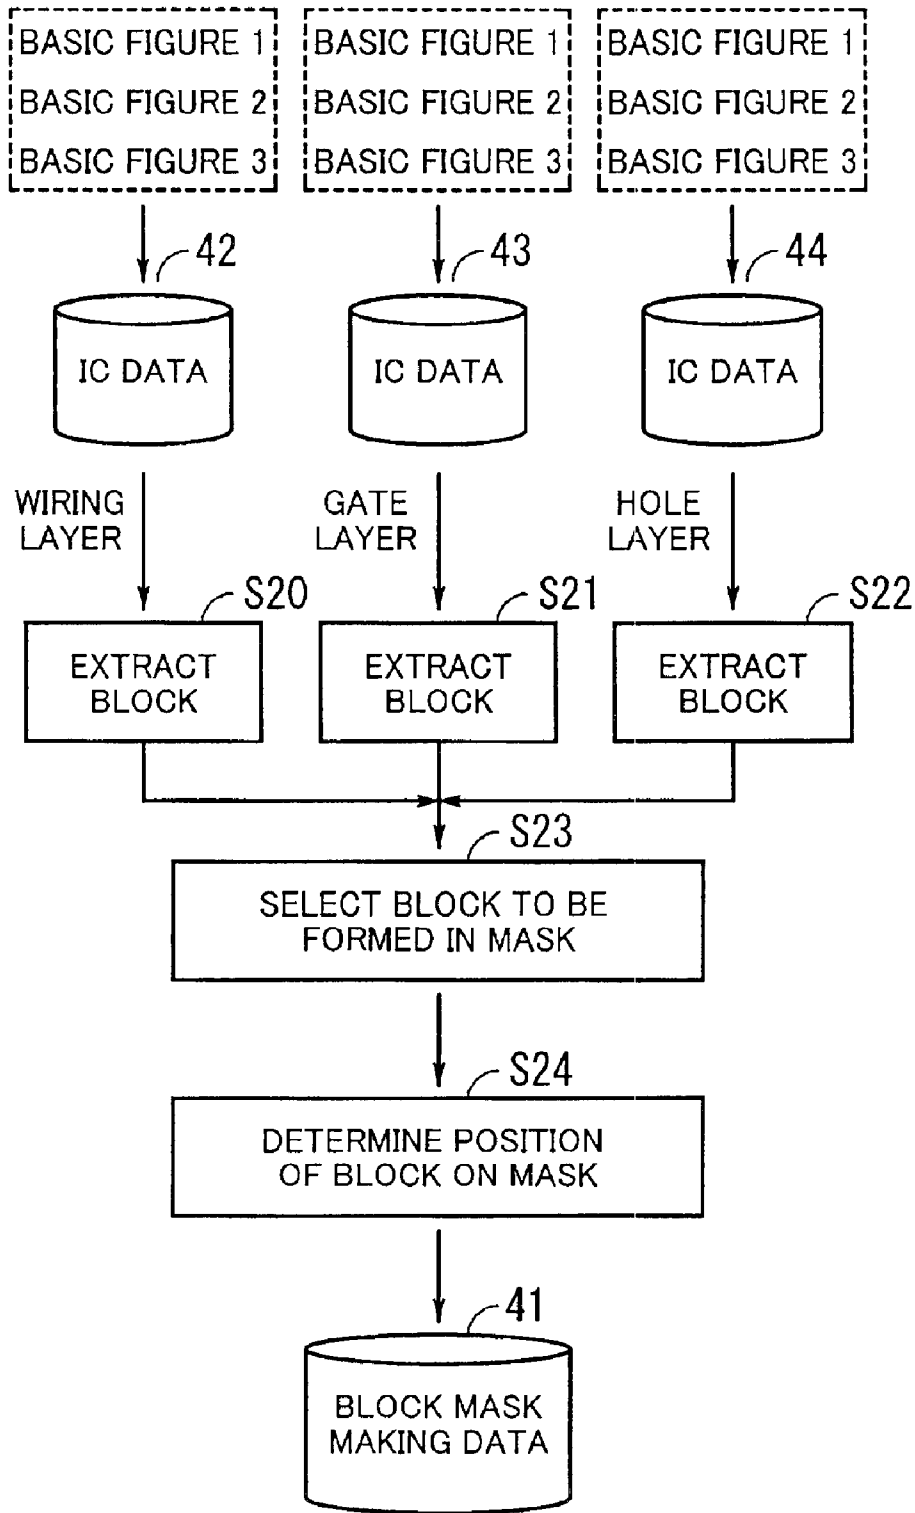 BASIC FIGURE 1
BASIC FIGURE 2
BASIC FIGURE 3
BASIC FIGURE 1
BASIC FIGURE 2
BASIC FIGURE 3
BASIC FIGURE 1
BASIC FIGURE 2
BASIC FIGURE 3
42
43
44
IC DATA
IC DATA
IC DATA
WIRING
LAYER
GATE
LAYER
HOLE
LAYER
S20
S21
S22
EXTRACT
BLOCK
EXTRACT
BLOCK
EXTRACT
BLOCK
S23
SELECT BLOCK TO BE
FORMED IN MASK
S24
DETERMINE POSITION
OF BLOCK ON MASK
41
BLOCK MASK
MAKING DATA